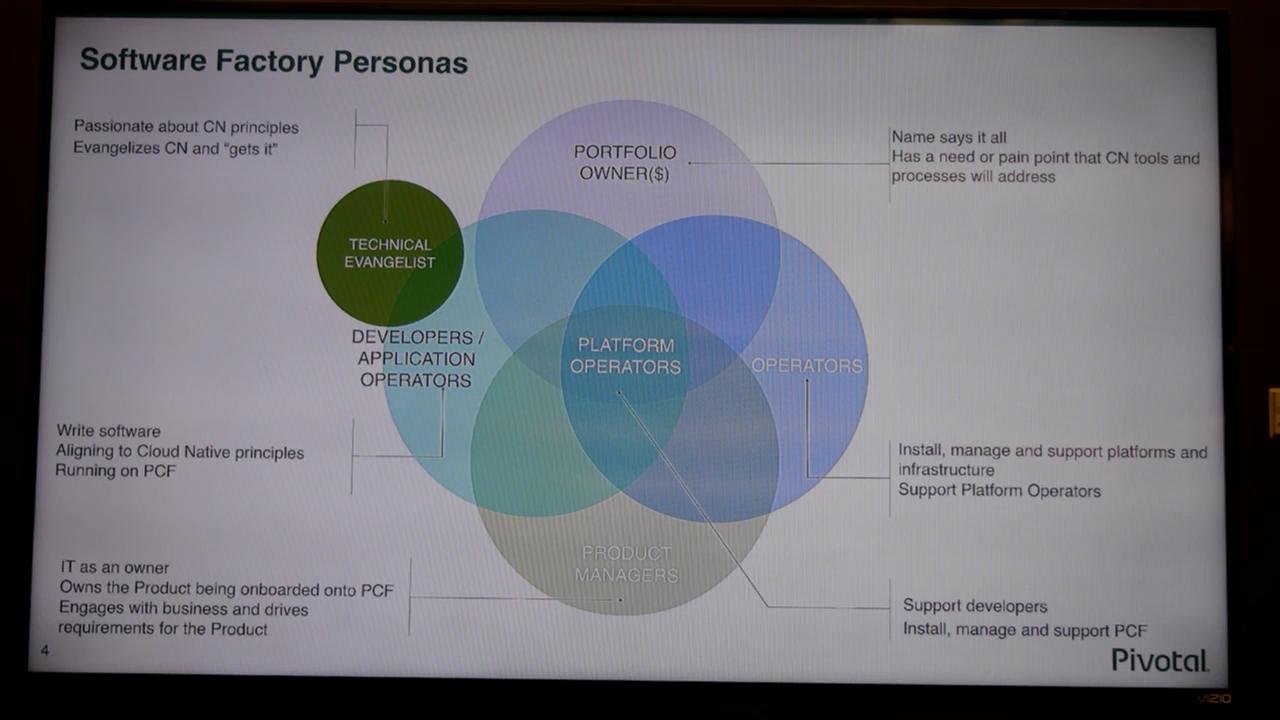 Software Factory Personas
Passionate about CN principles
Evangelizes CN and “gets it”
PORTFOLIO
OWNER($)
Name says it all
Has a need or pain point that CN tools and
processes will address
TECHNICAL
EVANGELIST
DEVELOPERS /
APPLICATION
OPERATORS
PLATFORM
OPERATORS
OPERATORS
Write software
Aligning to Cloud Native principles
Running on PCF
Install, manage and support platforms and
infrastructure
Support Platform Operators
PRODUCT
MANAGERS
IT as an owner
Owns the Product being onboarded onto PCF
Engages with business and drives
requirements for the Product
Support developers
Install, manage and support PCF
4
Pivotal
VIZIO